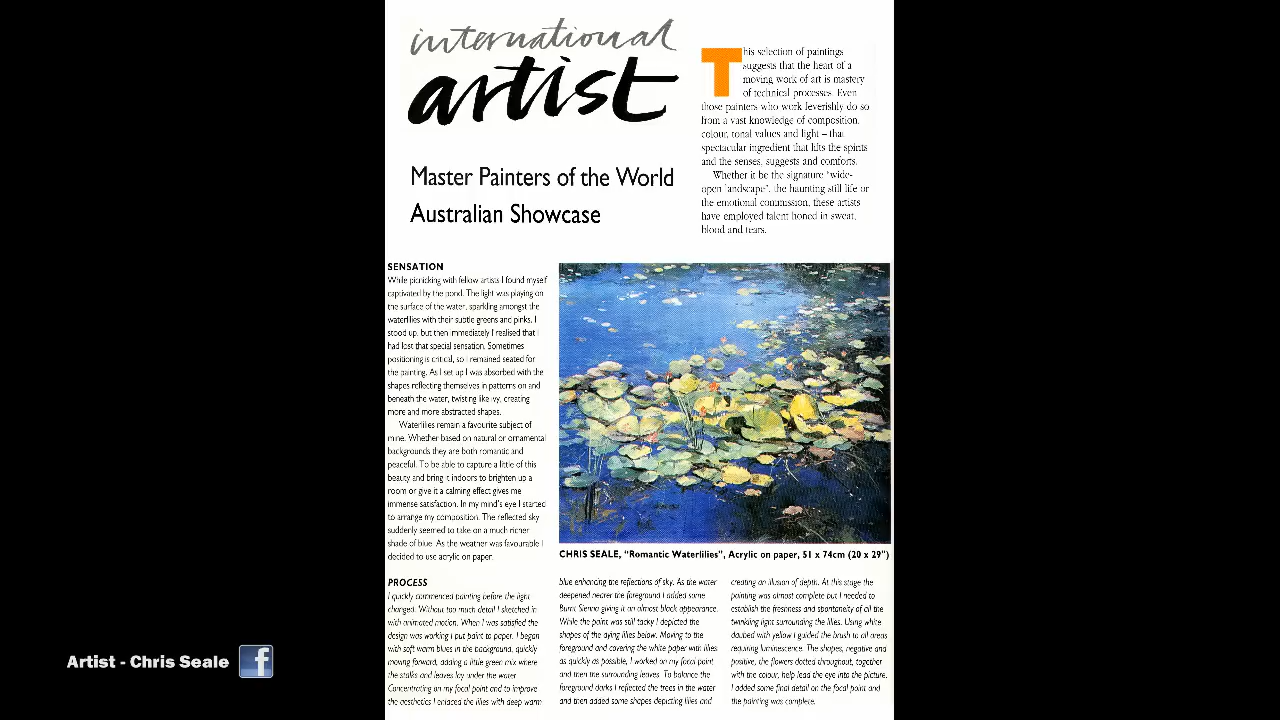 international
artist
Master Painters of the World
Australian Showcase
This selection of paintings
suggests that the heart of a
moving work of art is mastery
of technical processes. Even
those painters who work feverishly do so
from a vast knowledge of composition,
colour, tonal values and light – that
spectacular ingredient that lifts the spirits
and the senses, suggests and comforts.
Whether it be the signature "wide-
open landscape", the haunting still life or
the emotional commission, these artists
have employed talent honed in sweat,
blood and tears.
SENSATION
While picnicking with fellow artists I found myself
captivated by the pond. The light was playing on
the surface of the water, sparkling amongst the
waterlilies with their subtle greens and pinks. I
stood up, but then immediately I realised that I
had lost that special sensation. Sometimes
positioning is critical, so I remained seated for
the painting. As I set up I was absorbed with the
shapes reflecting themselves in patterns on and
beneath the water, twisting like ivy, creating
more and more abstracted shapes.
Waterlilies remain a favourite subject of
mine. Whether based on natural or ornamental
backgrounds they are both romantic and
peaceful. To be able to capture a little of this
beauty and bring it indoors to brighten up a
room or give it a calming effect gives me
immense satisfaction. In my mind's eye I started
to arrange my composition. The reflected sky
suddenly seemed to take on a much richer
shade of blue. As the weather was favourable I
decided to use acrylic on paper.
CHRIS SEALE, "Romantic Waterlilies", Acrylic on paper, 51 x 74cm (20 x 29")
PROCESS
I quickly commenced painting before the light
changed. Without too much detail I sketched in
with animated motion. When I was satisfied the
design was working I put paint to paper. I began
with soft warm blues in the background, quickly
moving forward, adding a little green mix where
the stalks and leaves lay under the water.
Concentrating on my focal point and to improve
the aesthetics I enlaced the lilies with deep warm
blue enhancing the reflections of sky. As the water
deepened nearer the foreground I added some
Burnt Sienna giving it an almost black appearance.
While the paint was still tacky I depicted the
shapes of the dying lilies below. Moving to the
foreground and covering the white paper with lilies
as quickly as possible, I worked on my focal point
and then the surrounding leaves. To balance the
foreground darks I reflected the trees in the water
and then added some shapes depicting lilies and
creating an illusion of depth. At this stage the
painting was almost complete but I needed to
establish the freshness and spontaneity of all the
twinkling light surrounding the lilies. Using white
daubed with yellow I guided the brush to all areas
requiring luminescence. The shapes, negative and
positive, the flowers dotted throughout, together
with the colour, help lead the eye into the picture.
I added some final detail on the focal point and
the painting was complete.
Artist - Chris Seale f